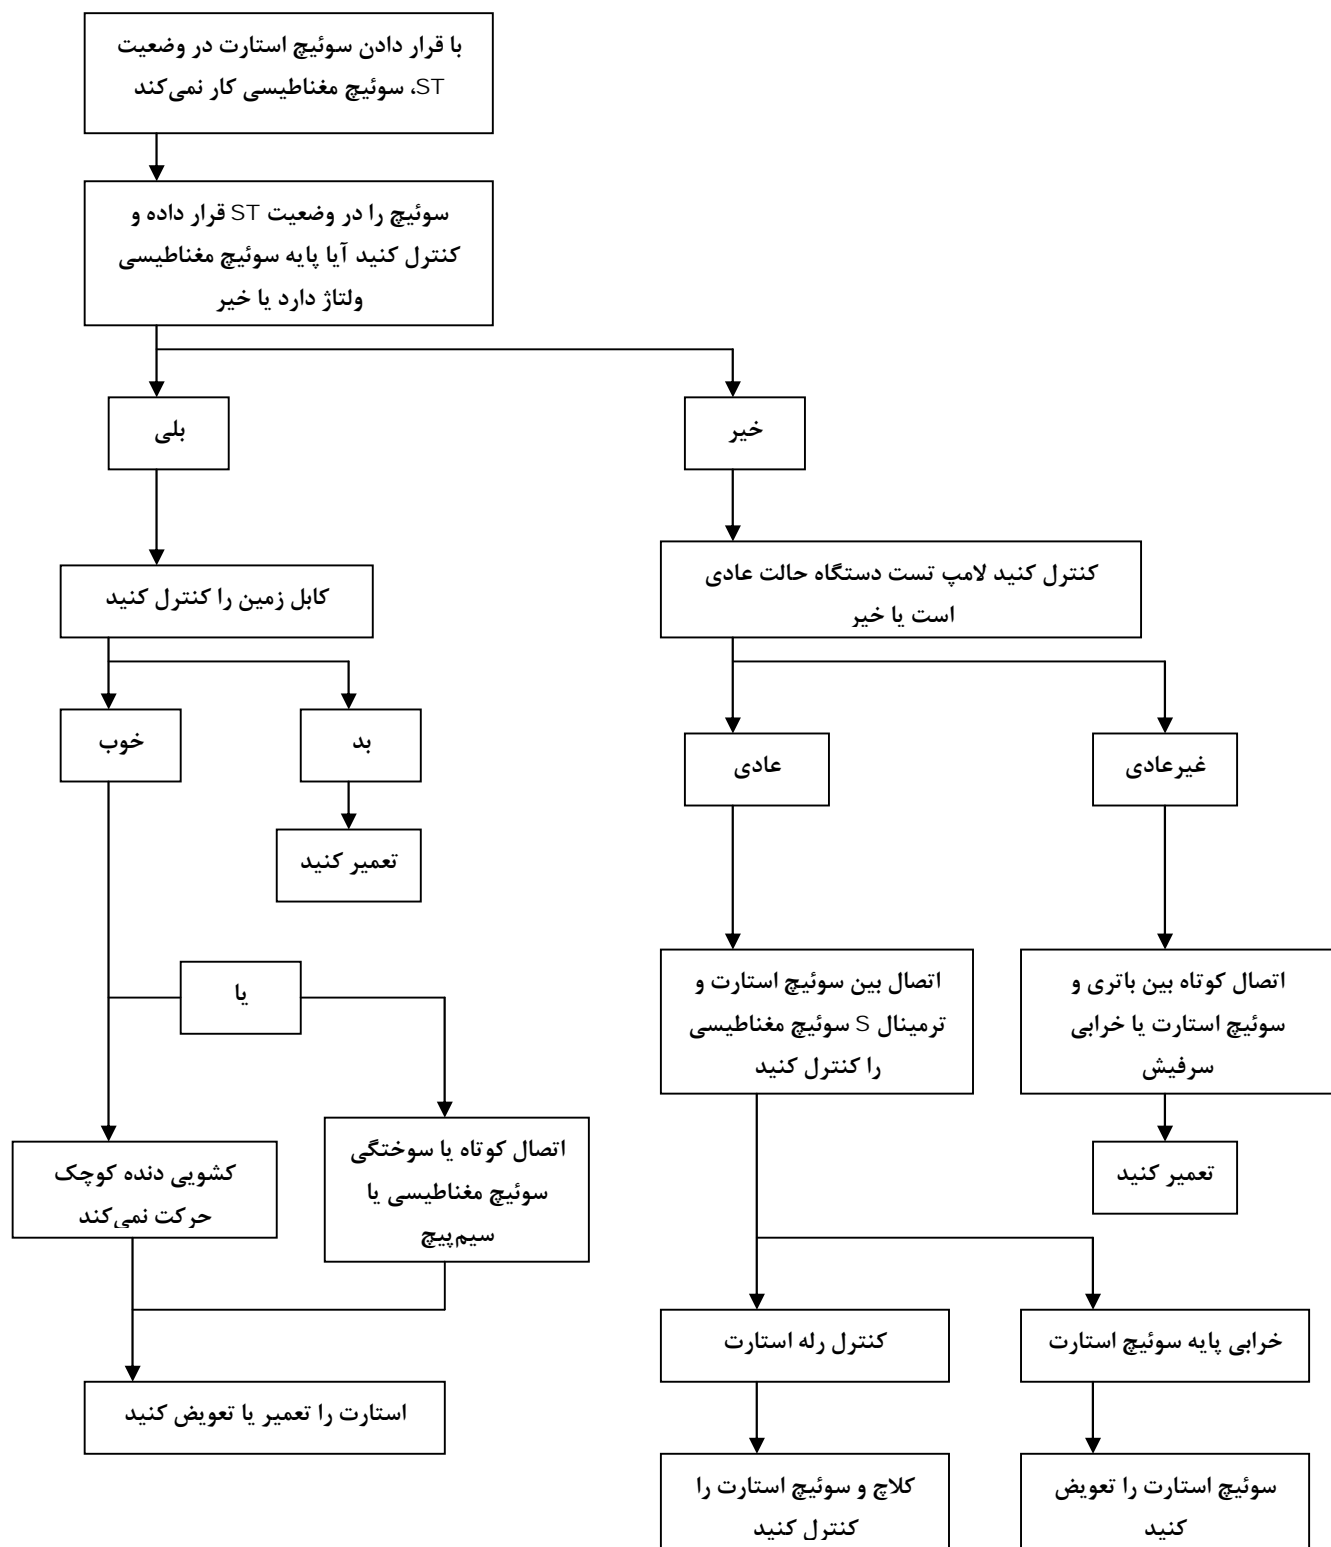 با قرار دادن سوئیچ استارت در وضعیت
ST، سوئیچ مغناطیسی کار نمی‌کند
سوئیچ را در وضعیت ST قرار داده و
کنترل کنید آیا پایه سوئیچ مغناطیسی
ولتاژ دارد یا خیر
خیر
بلی
کنترل کنید لامپ تست دستگاه حالت عادی
است یا خیر
کابل زمین را کنترل کنید
غیرعادی
عادی
بد
خوب
تعمیر کنید
اتصال کوتاه بین باتری و
سوئیچ استارت یا خرابی
سرفیش
اتصال بین سوئیچ استارت و
ترمینال S سوئیچ مغناطیسی
را کنترل کنید
یا
تعمیر کنید
اتصال کوتاه یا سوختگی
سوئیچ مغناطیسی یا
سیم‌پیچ
کشویی دنده کوچک
حرکت نمی‌کند
خرابی پایه سوئیچ استارت
کنترل رله استارت
استارت را تعمیر یا تعویض کنید
سوئیچ استارت را تعویض
کنید
کلاچ و سوئیچ استارت را
کنترل کنید